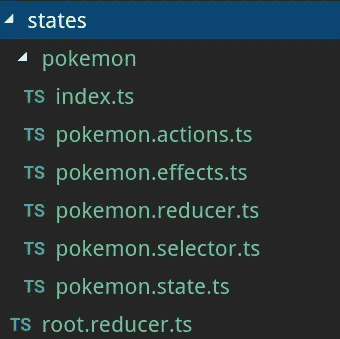 states
pokemon
TS index.ts
TS pokemon.actions.ts
TS pokemon.effects.ts
TS pokemon.reducer.ts
TS pokemon.selector.ts
TS pokemon.state.ts
TS root.reducer.ts